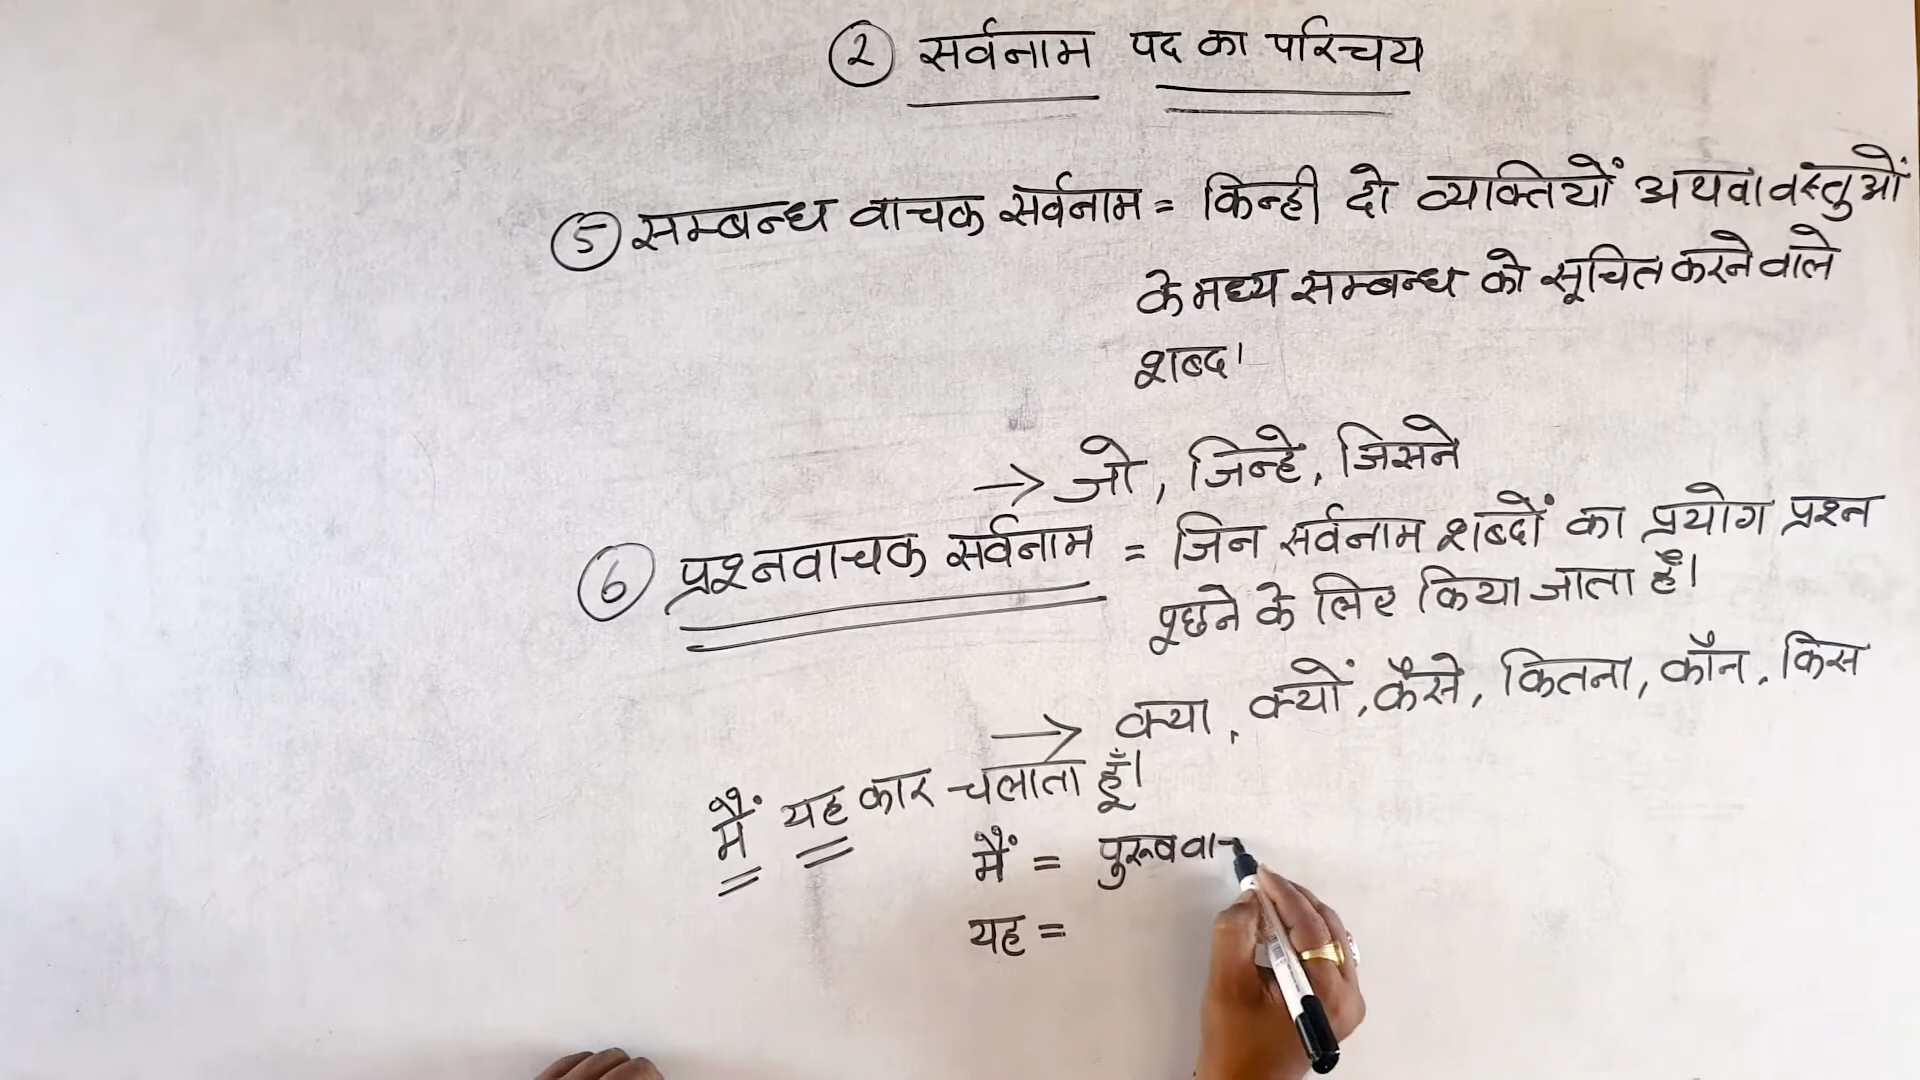 ② सर्वनाम पद का परिचय
⑤ सम्बन्ध वाचक सर्वनाम = किन्ही दो व्यक्तियों अथवा वस्तुओं
के मध्य सम्बन्ध को सूचित करने वाले
शब्द।
→ जो, जिन्हे, जिसने
⑥ प्रश्नवाचक सर्वनाम = जिन सर्वनाम शब्दों का प्रयोग प्रश्न
पूछने के लिए किया जाता है।
→ क्या, क्यों, कैसे, कितना, कौन, किस
मैं यह कार चलाता हूँ।
मैं = पुरूषवा
यह =